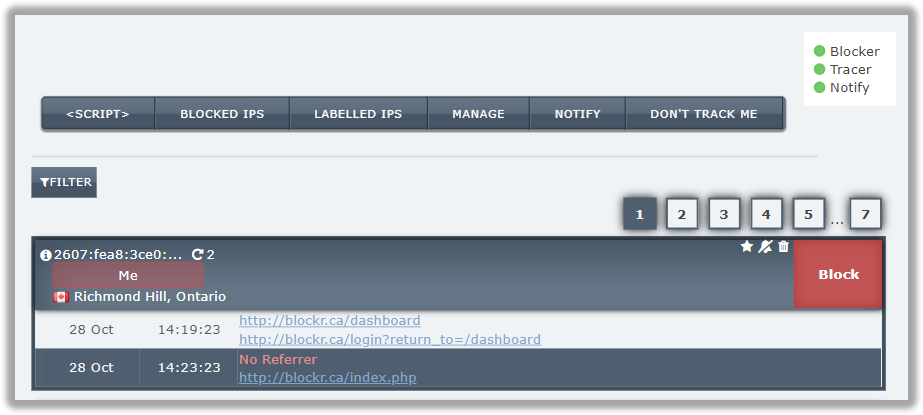 Blocker
Tracer
Notify
<SCRIPT> BLOCKED IPS LABELLED IPS MANAGE NOTIFY DON'T TRACK ME
FILTER
1 2 3 4 5 ... 7
2607:fea8:3ce0:... 2
Me
Richmond Hill, Ontario
Block
28 Oct 14:19:23 http://blockr.ca/dashboard
http://blockr.ca/login?return_to=/dashboard
28 Oct 14:23:23 No Referrer
http://blockr.ca/index.php